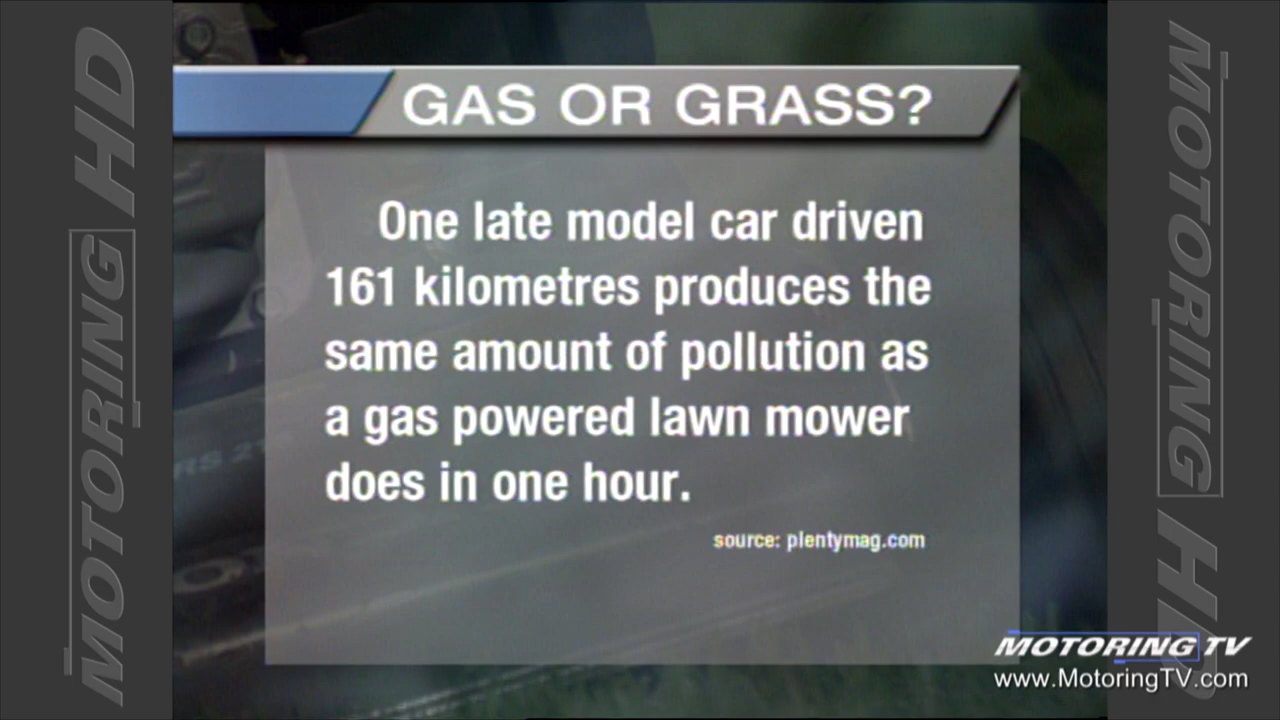 GAS OR GRASS?
One late model car driven
161 kilometres produces the
same amount of pollution as
a gas powered lawn mower
does in one hour.
source: plentymag.com
MOTORING HD
MOTORING HD
MOTORING TV
www.MotoringTV.com